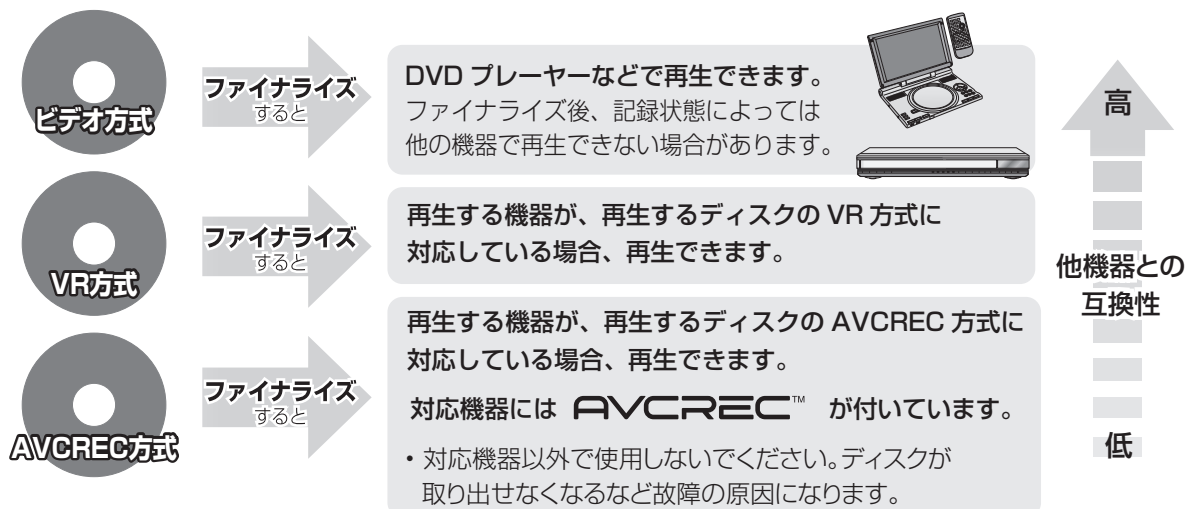 ビデオ方式
ファイナライズ
すると
DVD プレーヤーなどで再生できます。
ファイナライズ後、記録状態によっては
他の機器で再生できない場合があります。
VR方式
ファイナライズ
すると
再生する機器が、再生するディスクの VR 方式に
対応している場合、再生できます。
AVCREC方式
ファイナライズ
すると
再生する機器が、再生するディスクの AVCREC 方式に
対応している場合、再生できます。
対応機器には AVCREC™ が付いています。
・対応機器以外で使用しないでください。ディスクが
取り出せなくなるなど故障の原因になります。
高
他機器との
互換性
低